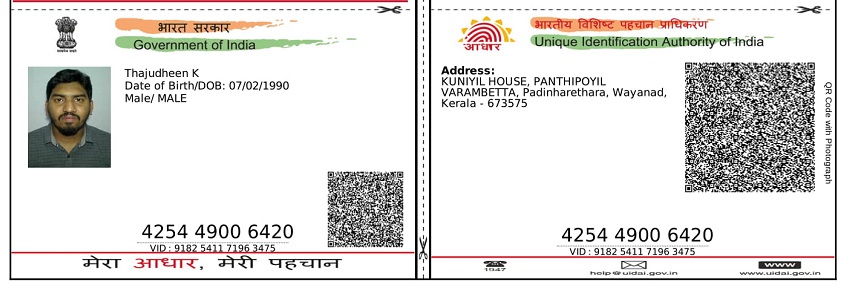 भारत सरकार
Government of India
Thajudheen K
Date of Birth/DOB: 07/02/1990
Male/ MALE
4254 4900 6420
VID : 9182 5411 7196 3475
मेरा आधार, मेरी पहचान
आधार
भारतीय विशिष्ट पहचान प्राधिकरण
Unique Identification Authority of India
Address:
KUNIYIL HOUSE, PANTHIPOYIL
VARAMBETTA, Padinharethara, Wayanad,
Kerala - 673575
QR Code with Photograph
4254 4900 6420
VID : 9182 5411 7196 3475
1947
help@uidai.gov.in
www
www.uidai.gov.in